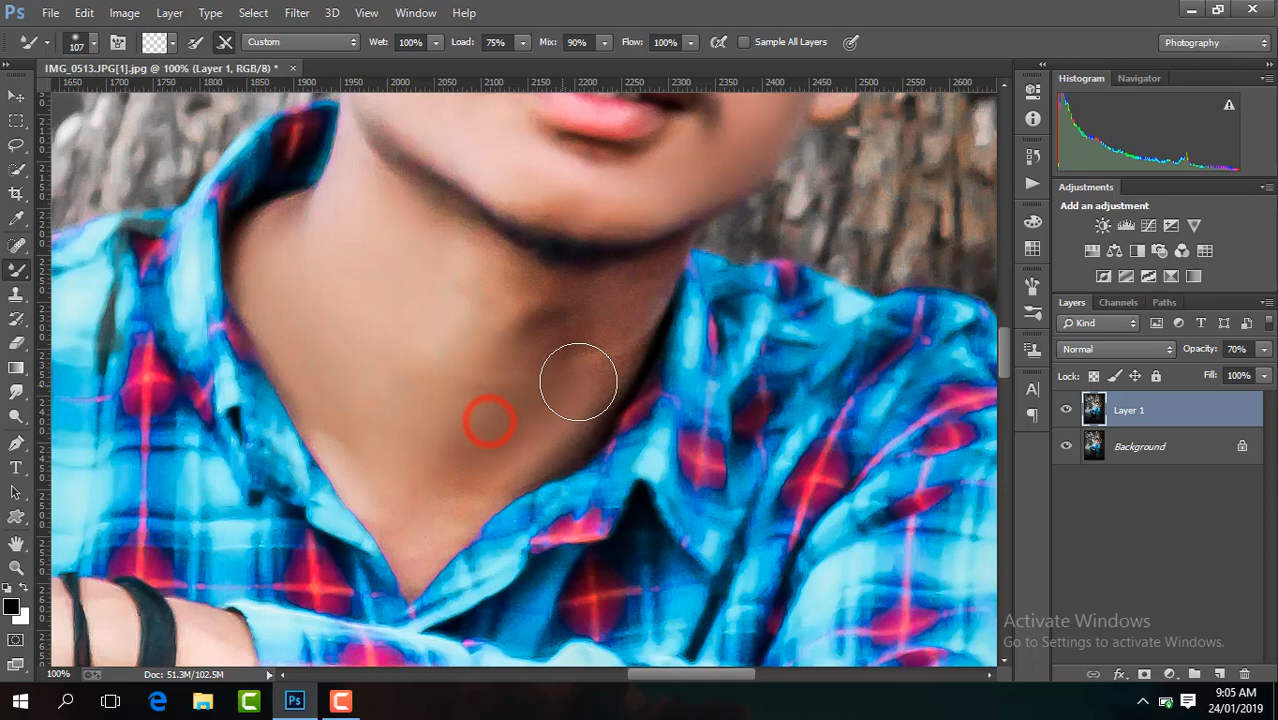 Ps File Edit Image Layer Type Select Filter 3D View Window Help
107 Custom Wet: 100% Load: 75% Mix: 90% Flow: 100% Sample All Layers Photography
IMG_0513.JPG[1].jpg @ 100% (Layer 1, RGB/8) * ×
1650 1700 1750 1800 1850 1900 1950 2000 2050 2100 2150 2200 2250 2300 2350 2400 2450 2500 2550 2600
Histogram Navigator
Adjustments
Add an adjustment
Layers Channels Paths
Kind
Normal Opacity: 70%
Lock: Fill: 100%
Layer 1
Background
Activate Windows
Go to Settings to activate Windows.
100% Doc: 51.3M/102.5M
9:05 AM
24/01/2019